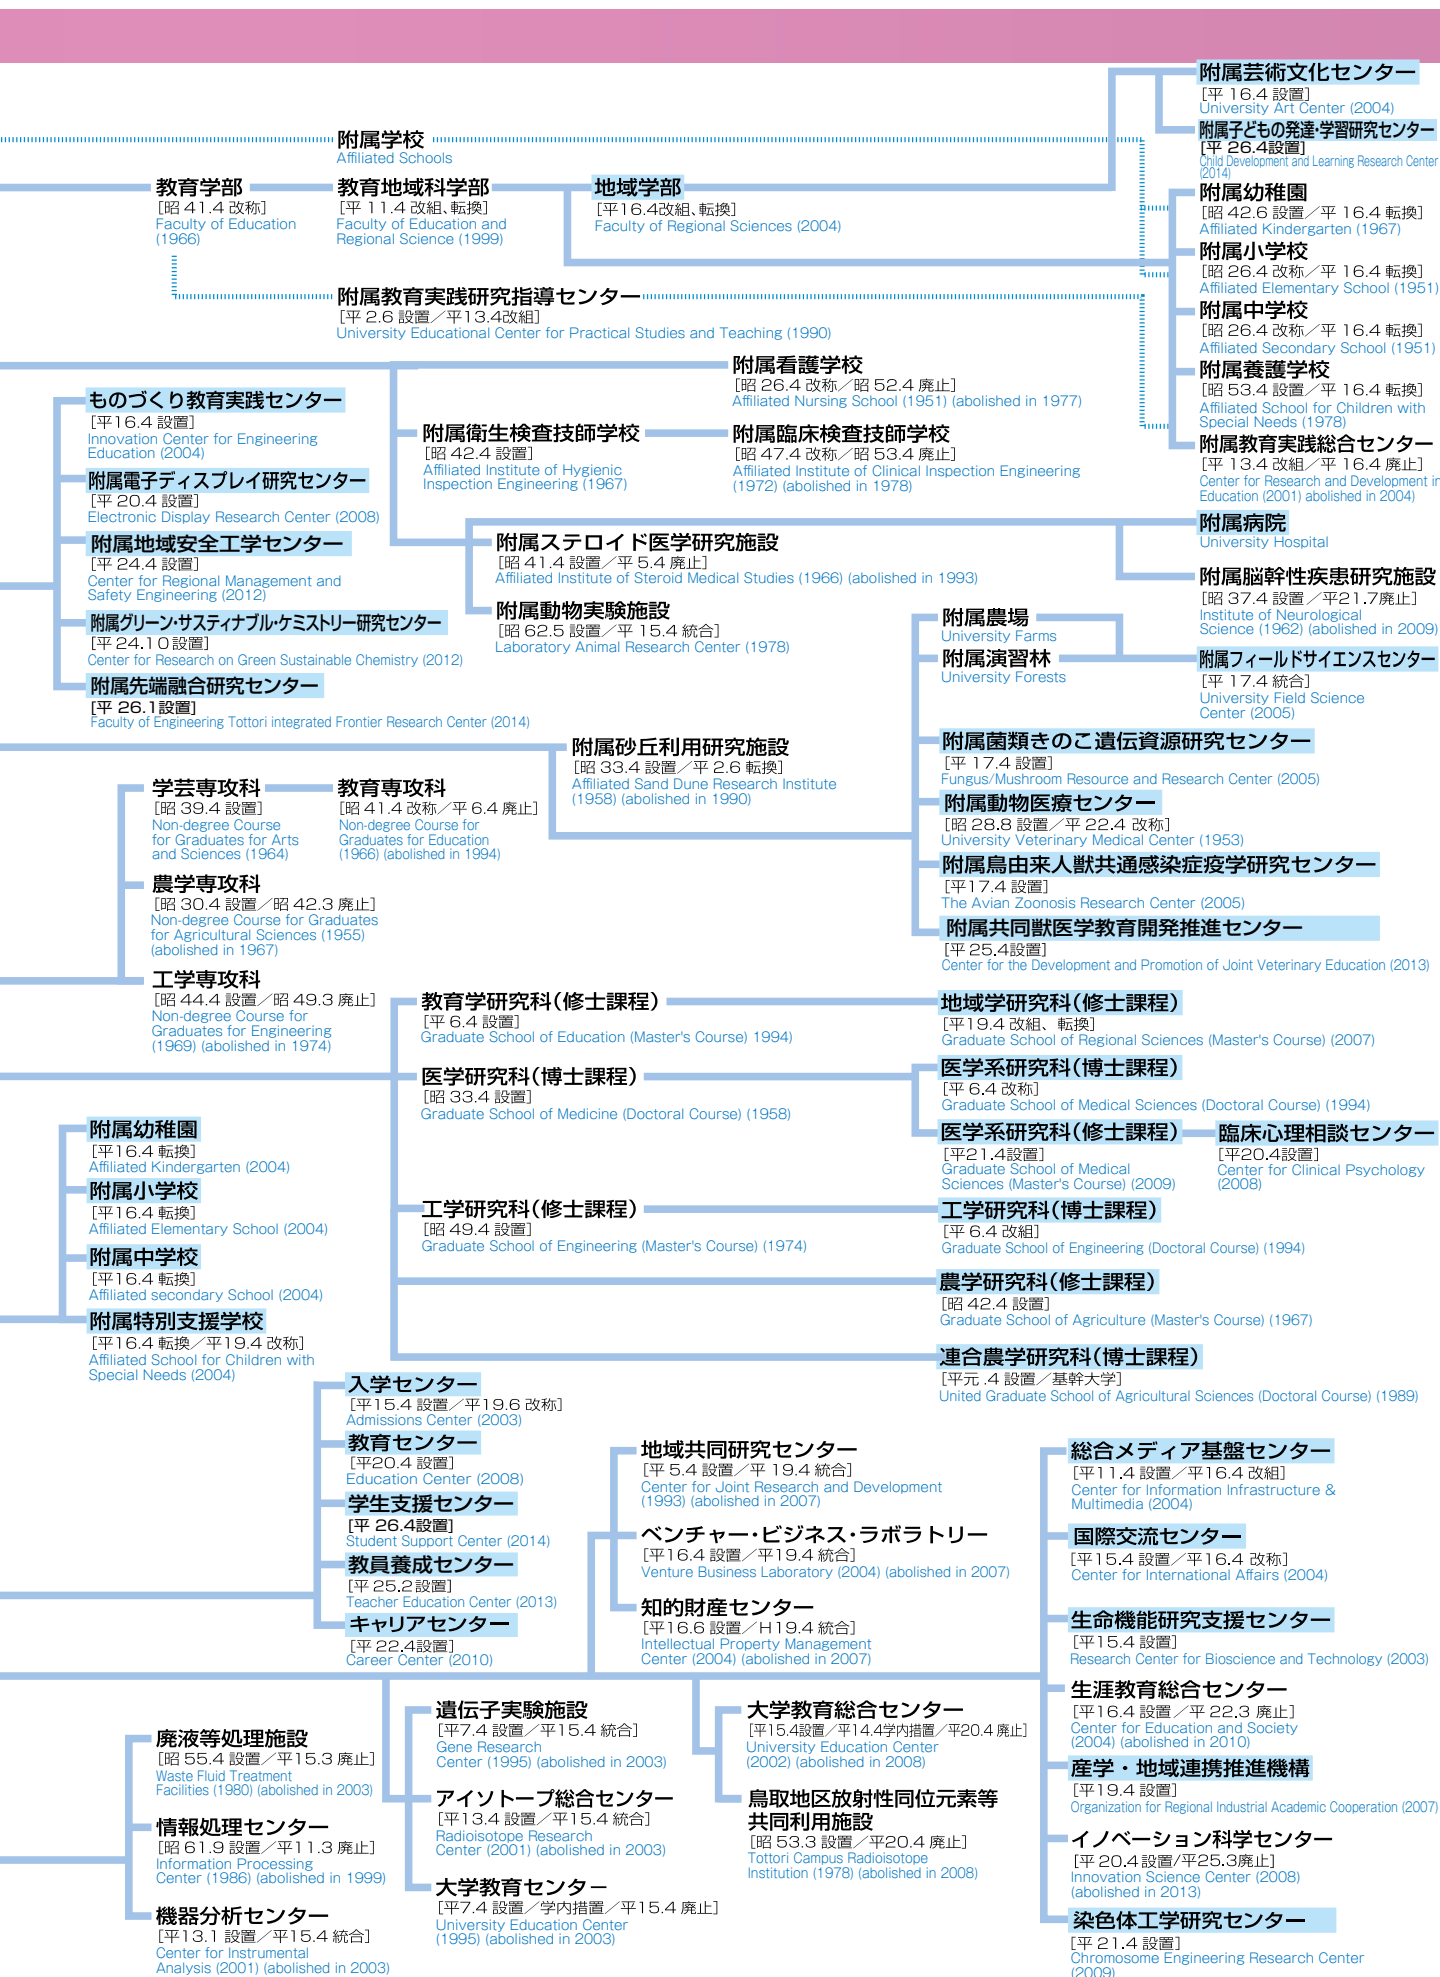 附属芸術文化センター
[平 16.4 設置]
University Art Center (2004)
附属子どもの発達・学習研究センター
[平 26.4設置]
Child Development and Learning Research Center
(2014)
附属学校
Affiliated Schools
教育学部
[昭 41.4 改称]
Faculty of Education
(1966)
教育地域科学部
[平 11.4 改組、転換]
Faculty of Education and
Regional Science (1999)
地域学部
[平16.4改組、転換]
Faculty of Regional Sciences (2004)
附属幼稚園
[昭 42.6 設置／平 16.4 転換]
Affiliated Kindergarten (1967)
附属小学校
[昭 26.4 改称／平 16.4 転換]
Affiliated Elementary School (1951)
附属中学校
[昭 26.4 改称／平 16.4 転換]
Affiliated Secondary School (1951)
附属養護学校
[昭 53.4 設置／平 16.4 転換]
Affiliated School for Children with
Special Needs (1978)
附属教育実践総合センター
[平 13.4 改組／平 16.4 廃止]
Center for Research and Development in
Education (2001) abolished in 2004)
附属教育実践研究指導センター
[平 2.6 設置／平13.4改組]
University Educational Center for Practical Studies and Teaching (1990)
附属看護学校
[昭 26.4 改称／昭 52.4 廃止]
Affiliated Nursing School (1951) (abolished in 1977)
附属衛生検査技師学校
[昭 42.4 設置]
Affiliated Institute of Hygienic
Inspection Engineering (1967)
附属臨床検査技師学校
[昭 47.4 改称／昭 53.4 廃止]
Affiliated Institute of Clinical Inspection Engineering
(1972) (abolished in 1978)
ものづくり教育実践センター
[平16.4 設置]
Innovation Center for Engineering
Education (2004)
附属電子ディスプレイ研究センター
[平 20.4 設置]
Electronic Display Research Center (2008)
附属地域安全工学センター
[平 24.4 設置]
Center for Regional Management and
Safety Engineering (2012)
附属グリーン・サスティナブル・ケミストリー研究センター
[平 24.10設置]
Center for Research on Green Sustainable Chemistry (2012)
附属先端融合研究センター
[平 26.1設置]
Faculty of Engineering Tottori integrated Frontier Research Center (2014)
附属病院
University Hospital
附属脳幹性疾患研究施設
[昭 37.4 設置／平21.7廃止]
Institute of Neurological
Science (1962) (abolished in 2009)
附属ステロイド医学研究施設
[昭 41.4 設置／平 5.4 廃止]
Affiliated Institute of Steroid Medical Studies (1966) (abolished in 1993)
附属動物実験施設
[昭 62.5 設置／平 15.4 統合]
Laboratory Animal Research Center (1978)
附属農場
University Farms
附属演習林
University Forests
附属フィールドサイエンスセンター
[平 17.4 統合]
University Field Science
Center (2005)
附属砂丘利用研究施設
[昭 33.4 設置／平 2.6 転換]
Affiliated Sand Dune Research Institute
(1958) (abolished in 1990)
附属菌類きのこ遺伝資源研究センター
[平 17.4 設置]
Fungus/Mushroom Resource and Research Center (2005)
附属動物医療センター
[昭 28.8 設置／平 22.4 改称]
University Veterinary Medical Center (1953)
附属鳥由来人獣共通感染症疫学研究センター
[平17.4 設置]
The Avian Zoonosis Research Center (2005)
附属共同獣医学教育開発推進センター
[平 25.4設置]
Center for the Development and Promotion of Joint Veterinary Education (2013)
学芸専攻科
[昭 39.4 設置]
Non-degree Course
for Graduates for Arts
and Sciences (1964)
教育専攻科
[昭 41.4 改称／平 6.4 廃止]
Non-degree Course for
Graduates for Education
(1966) (abolished in 1994)
農学専攻科
[昭 30.4 設置／昭 42.3 廃止]
Non-degree Course for Graduates
for Agricultural Sciences (1955)
(abolished in 1967)
工学専攻科
[昭 44.4 設置／昭 49.3 廃止]
Non-degree Course for
Graduates for Engineering
(1969) (abolished in 1974)
教育学研究科(修士課程)
[平 6.4 設置]
Graduate School of Education (Master's Course) 1994)
地域学研究科(修士課程)
[平19.4 改組、転換]
Graduate School of Regional Sciences (Master's Course) (2007)
医学研究科(博士課程)
[昭 33.4 設置]
Graduate School of Medicine (Doctoral Course) (1958)
医学系研究科(博士課程)
[平 6.4 改称]
Graduate School of Medical Sciences (Doctoral Course) (1994)
医学系研究科(修士課程)
[平21.4設置]
Graduate School of Medical
Sciences (Master's Course) (2009)
臨床心理相談センター
[平20.4設置]
Center for Clinical Psychology
(2008)
工学研究科(修士課程)
[昭 49.4 設置]
Graduate School of Engineering (Master's Course) (1974)
工学研究科(博士課程)
[平 6.4 改組]
Graduate School of Engineering (Doctoral Course) (1994)
農学研究科(修士課程)
[昭 42.4 設置]
Graduate School of Agriculture (Master's Course) (1967)
連合農学研究科(博士課程)
[平元 .4 設置／基幹大学]
United Graduate School of Agricultural Sciences (Doctoral Course) (1989)
附属幼稚園
[平16.4 転換]
Affiliated Kindergarten (2004)
附属小学校
[平16.4 転換]
Affiliated Elementary School (2004)
附属中学校
[平16.4 転換]
Affiliated secondary School (2004)
附属特別支援学校
[平16.4 転換／平19.4 改称]
Affiliated School for Children with
Special Needs (2004)
入学センター
[平15.4 設置／平19.6 改称]
Admissions Center (2003)
教育センター
[平20.4 設置]
Education Center (2008)
学生支援センター
[平 26.4設置]
Student Support Center (2014)
教員養成センター
[平 25.2設置]
Teacher Education Center (2013)
キャリアセンター
[平 22.4設置]
Career Center (2010)
地域共同研究センター
[平 5.4 設置／平 19.4 統合]
Center for Joint Research and Development
(1993) (abolished in 2007)
ベンチャー・ビジネス・ラボラトリー
[平16.4 設置／平19.4 統合]
Venture Business Laboratory (2004) (abolished in 2007)
知的財産センター
[平16.6 設置／H19.4 統合]
Intellectual Property Management
Center (2004) (abolished in 2007)
総合メディア基盤センター
[平11.4 設置／平16.4 改組]
Center for Information Infrastructure &
Multimedia (2004)
国際交流センター
[平15.4 設置／平16.4 改称]
Center for International Affairs (2004)
生命機能研究支援センター
[平15.4 設置]
Research Center for Bioscience and Technology (2003)
生涯教育総合センター
[平16.4 設置／平 22.3 廃止]
Center for Education and Society
(2004) (abolished in 2010)
産学・地域連携推進機構
[平19.4 設置]
Organization for Regional Industrial Academic Cooperation (2007)
イノベーション科学センター
[平 20.4設置/平25.3廃止]
Innovation Science Center (2008)
(abolished in 2013)
染色体工学研究センター
[平 21.4 設置]
Chromosome Engineering Research Center
(2009)
廃液等処理施設
[昭 55.4 設置／平15.3 廃止]
Waste Fluid Treatment
Facilities (1980) (abolished in 2003)
情報処理センター
[昭 61.9 設置／平11.3 廃止]
Information Processing
Center (1986) (abolished in 1999)
機器分析センター
[平13.1 設置／平15.4 統合]
Center for Instrumental
Analysis (2001) (abolished in 2003)
遺伝子実験施設
[平7.4 設置／平15.4 統合]
Gene Research
Center (1995) (abolished in 2003)
アイソトープ総合センター
[平13.4 設置／平15.4 統合]
Radioisotope Research
Center (2001) (abolished in 2003)
大学教育センター
[平7.4 設置／学内措置／平15.4 廃止]
University Education Center
(1995) (abolished in 2003)
大学教育総合センター
[平15.4設置／平14.4学内措置／平20.4 廃止]
University Education Center
(2002) (abolished in 2008)
鳥取地区放射性同位元素等
共同利用施設
[昭 53.3 設置／平20.4 廃止]
Tottori Campus Radioisotope
Institution (1978) (abolished in 2008)